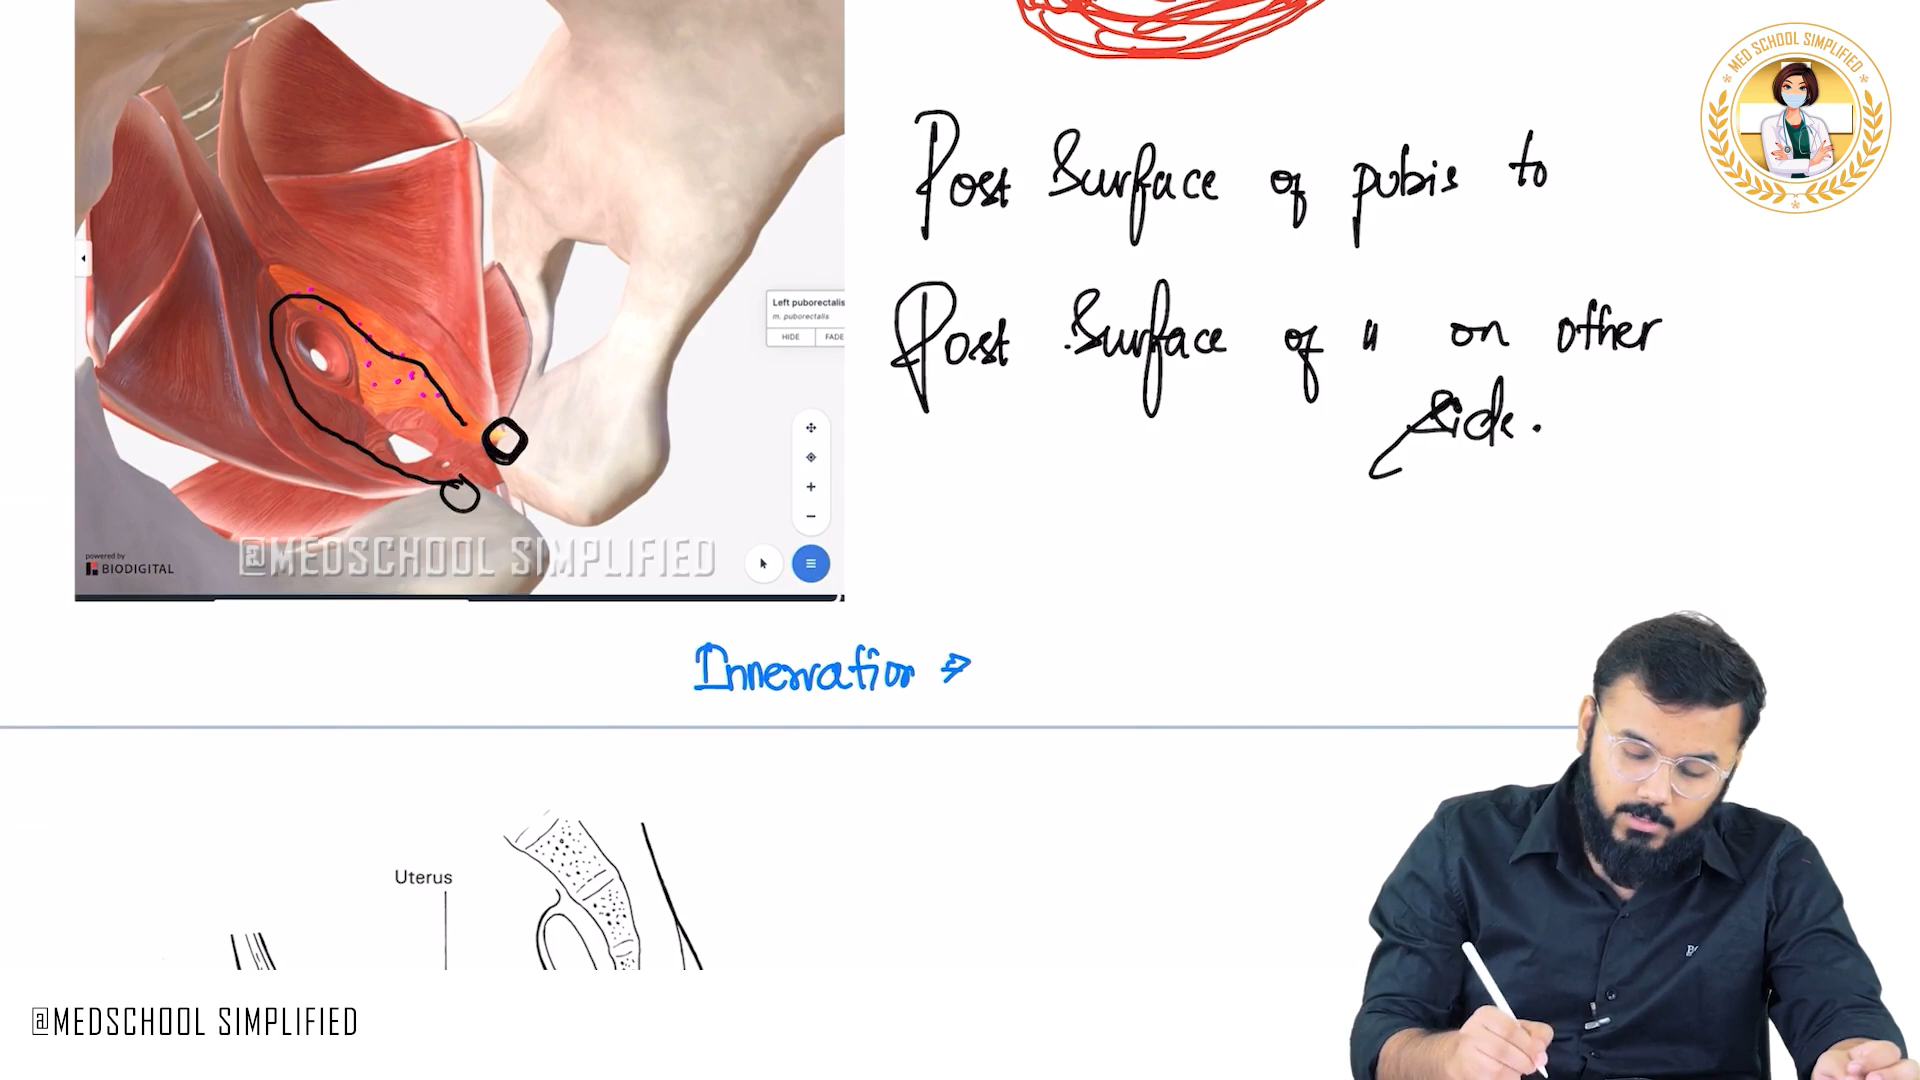 MED SCHOOL SIMPLIFIED
Post Surface of pubis to
Post Surface of " on other
side.
Left puborectalis
m. puborectalis
HIDE
FADE
powered by
BIODIGITAL
@MEDSCHOOL SIMPLIFIED
Innervation ⇒
Uterus
@MEDSCHOOL SIMPLIFIED